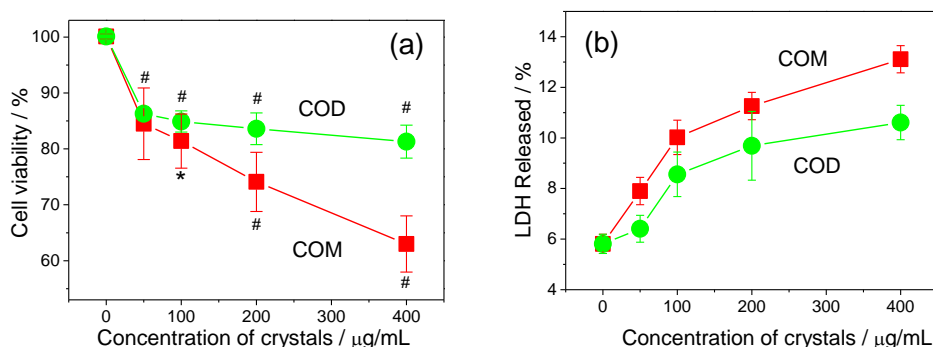 (a)
Cell viability / %
100
90
80
70
60
#
#
#
#
COD
*
#
COM
#
0
100
200
300
400
Concentration of crystals / μg/mL
(b)
LDH Released / %
14
12
10
8
6
4
COM
COD
0
100
200
300
400
Concentration of crystals / μg/mL